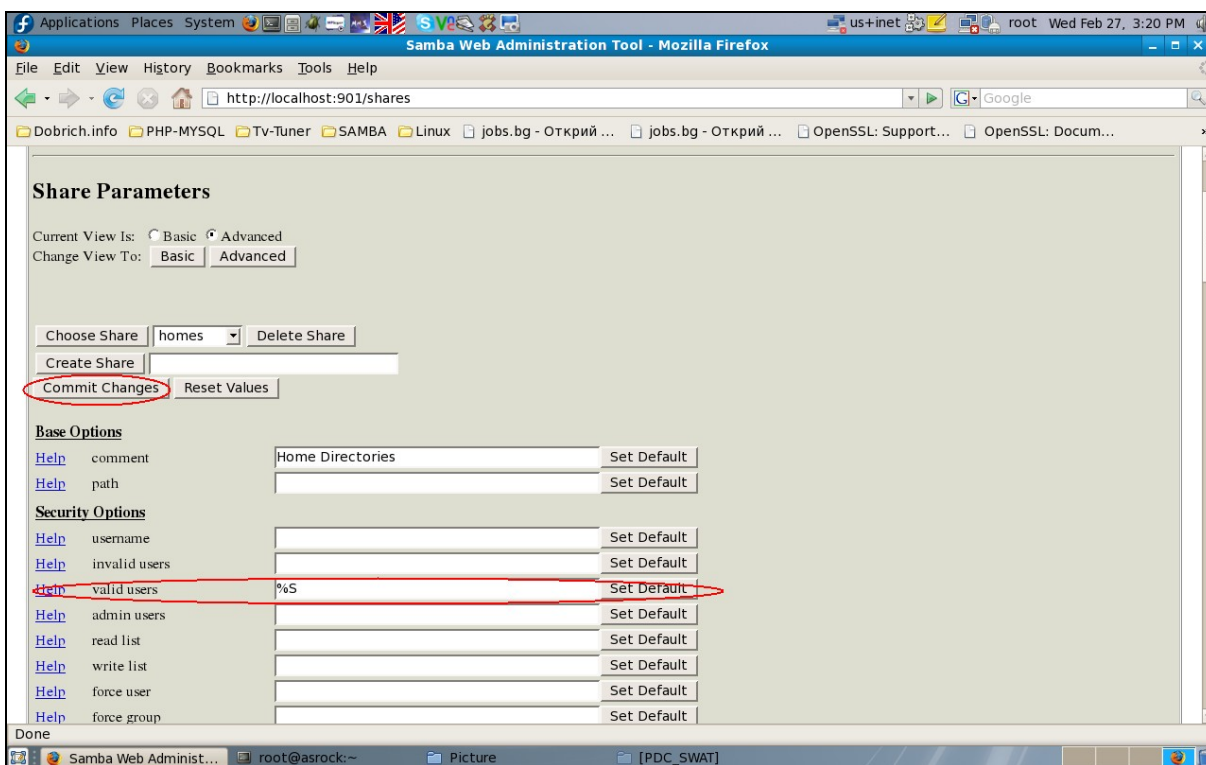 Applications Places System us+inet root Wed Feb 27, 3:20 PM
Samba Web Administration Tool - Mozilla Firefox
File Edit View History Bookmarks Tools Help
http://localhost:901/shares Google
Dobrich.info PHP-MYSQL Tv-Tuner SAMBA Linux jobs.bg - Открий ... jobs.bg - Открий ... OpenSSL: Support... OpenSSL: Docum...
Share Parameters
Current View Is: Basic Advanced
Change View To: Basic Advanced
Choose Share homes Delete Share
Create Share
Commit Changes Reset Values
Base Options
Help comment Home Directories Set Default
Help path Set Default
Security Options
Help username Set Default
Help invalid users Set Default
Help valid users %S Set Default
Help admin users Set Default
Help read list Set Default
Help write list Set Default
Help force user Set Default
Help force group Set Default
Done
Samba Web Administ... root@asrock:~ Picture [PDC_SWAT]